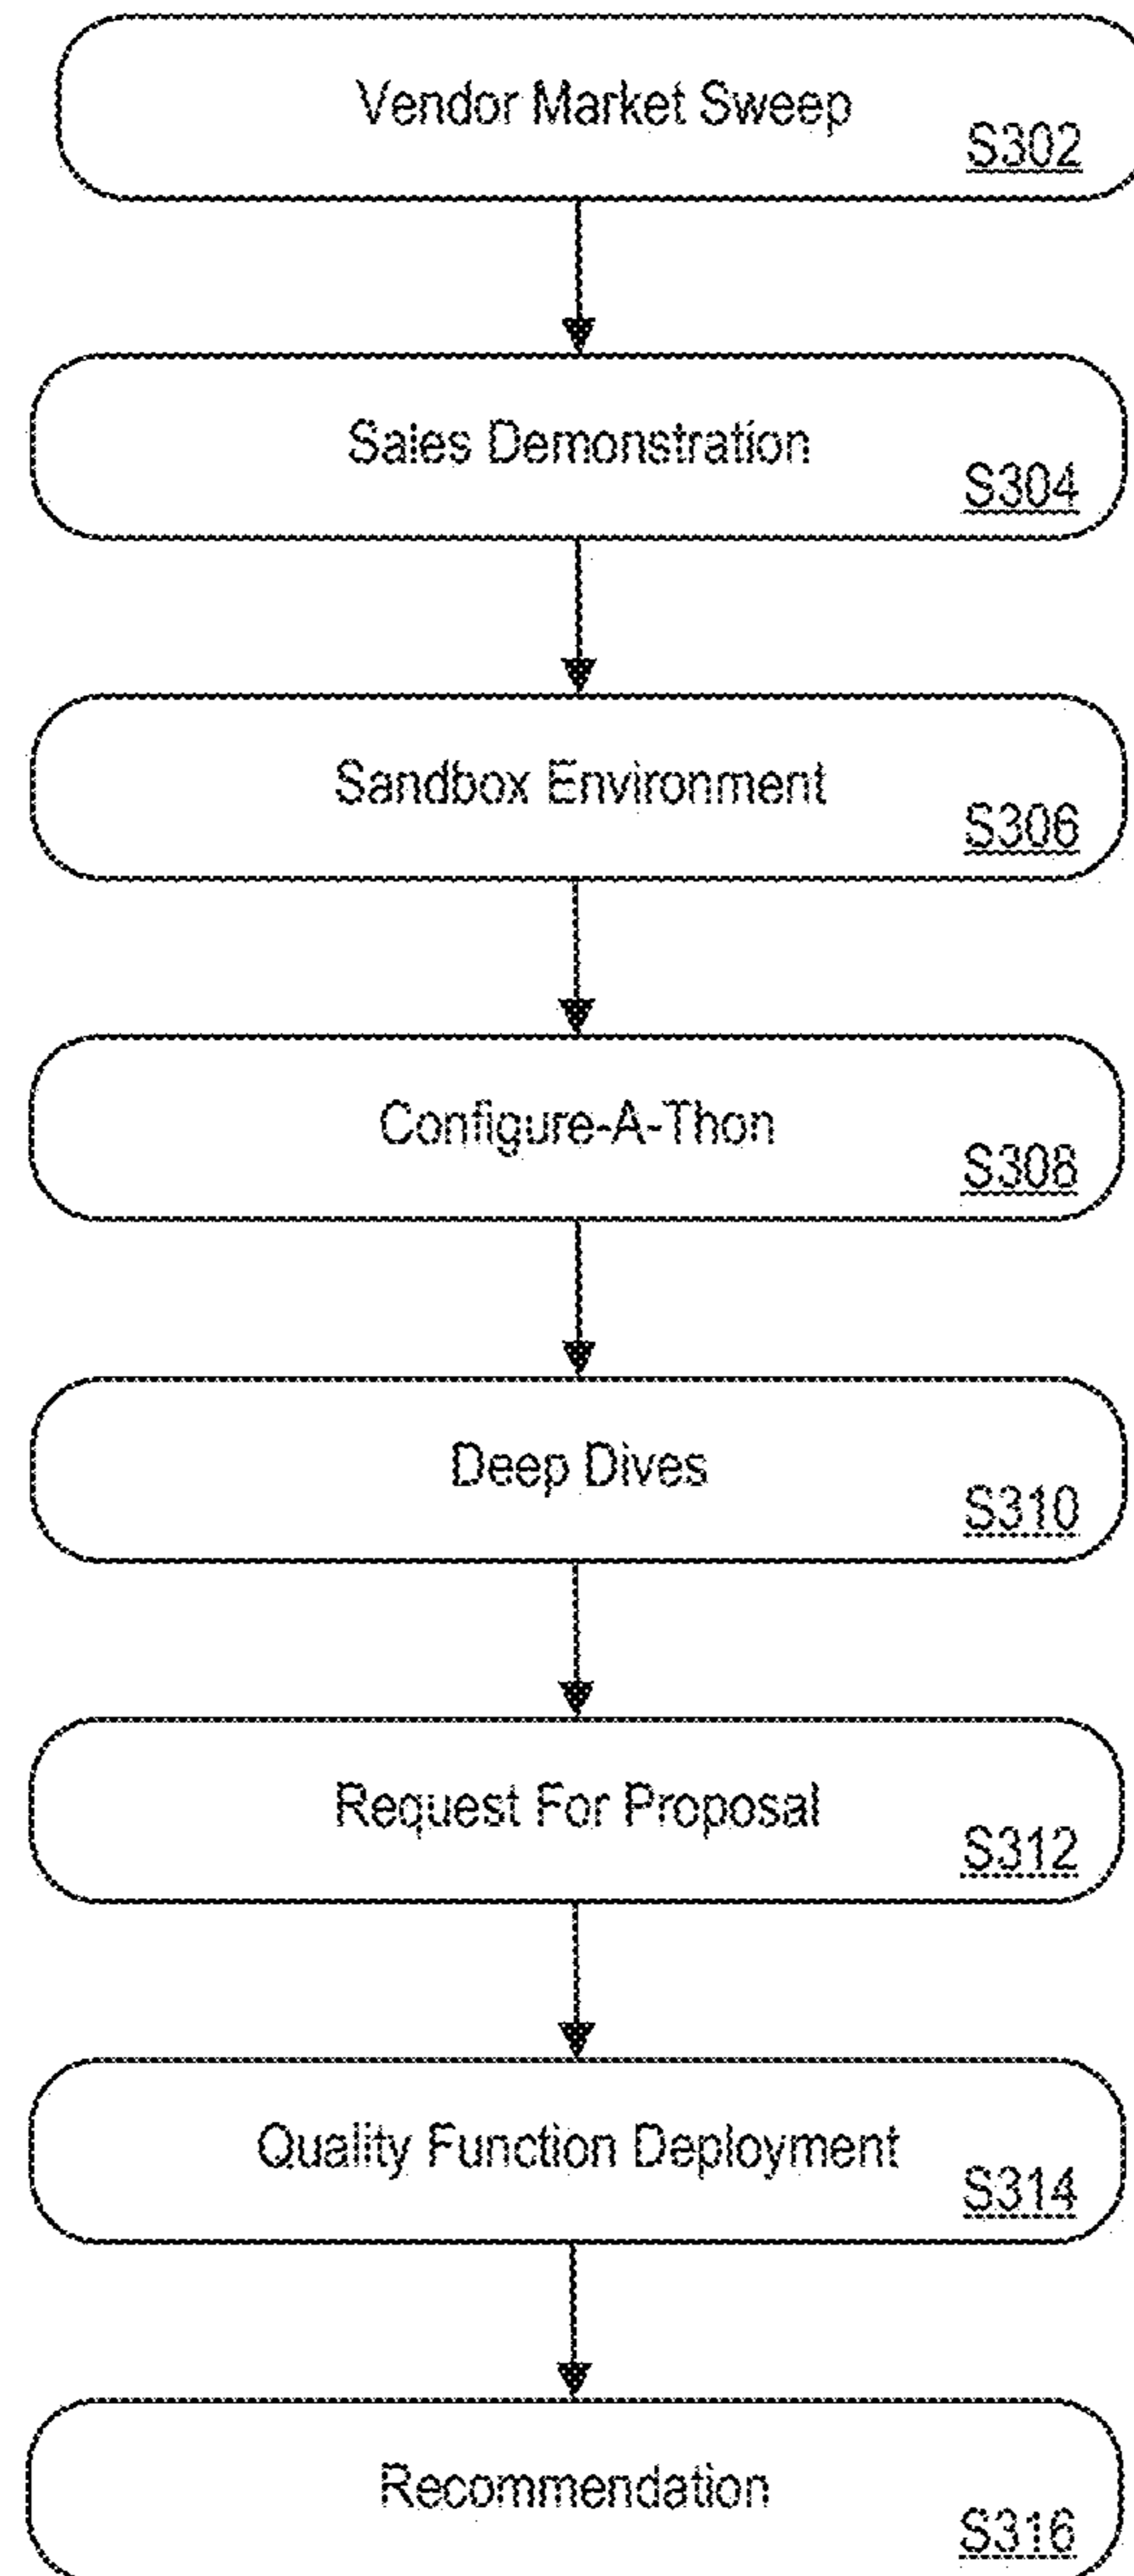 Vendor Market Sweep
S302
Sales Demonstration
S304
Sandbox Environment
S306
Configure-A-Thon
S308
Deep Dives
S310
Request For Proposal
S312
Quality Function Deployment
S314
Recommendation
S316